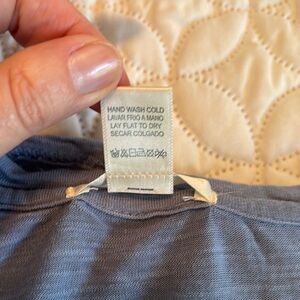 HAND WASH COLD
LAVAR FRIO A MANO
LAY FLAT TO DRY
SECAR COLGADO